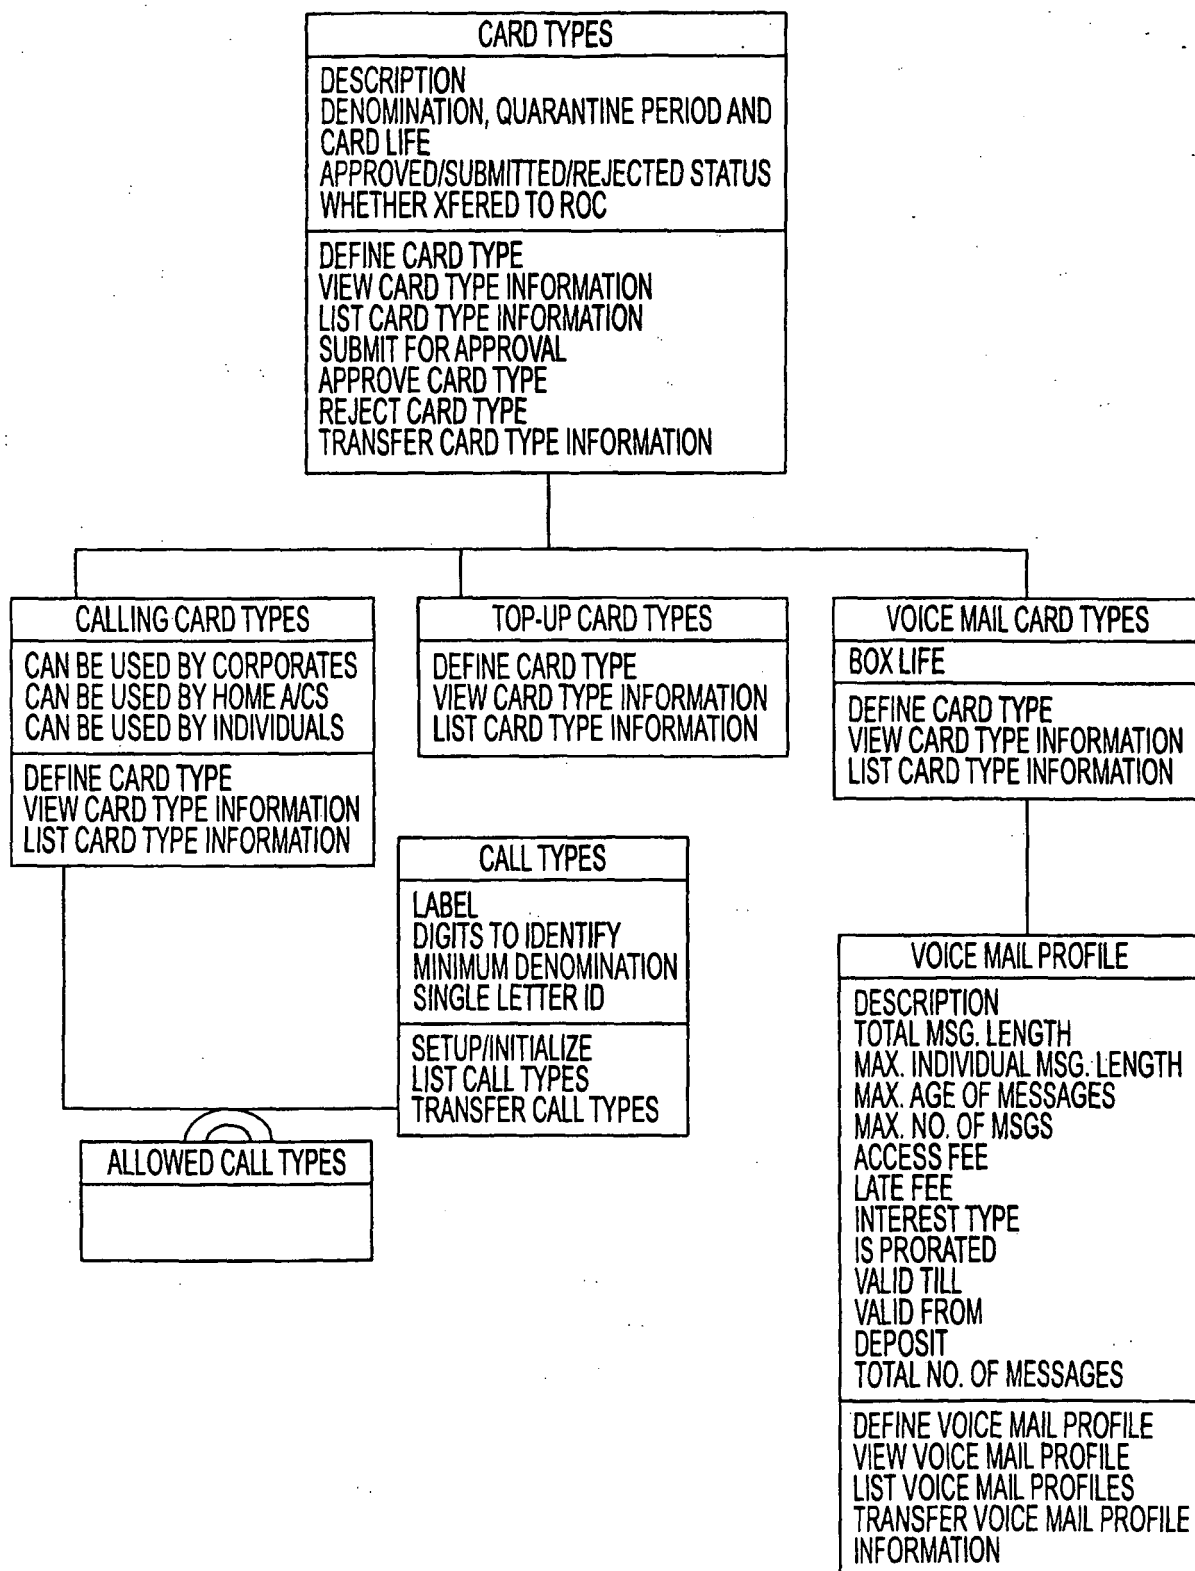 CARD TYPES
DESCRIPTION
DENOMINATION, QUARANTINE PERIOD AND
CARD LIFE
APPROVED/SUBMITTED/REJECTED STATUS
WHETHER XFERED TO ROC
DEFINE CARD TYPE
VIEW CARD TYPE INFORMATION
LIST CARD TYPE INFORMATION
SUBMIT FOR APPROVAL
APPROVE CARD TYPE
REJECT CARD TYPE
TRANSFER CARD TYPE INFORMATION
CALLING CARD TYPES
CAN BE USED BY CORPORATES
CAN BE USED BY HOME A/CS
CAN BE USED BY INDIVIDUALS
DEFINE CARD TYPE
VIEW CARD TYPE INFORMATION
LIST CARD TYPE INFORMATION
TOP-UP CARD TYPES
DEFINE CARD TYPE
VIEW CARD TYPE INFORMATION
LIST CARD TYPE INFORMATION
VOICE MAIL CARD TYPES
BOX LIFE
DEFINE CARD TYPE
VIEW CARD TYPE INFORMATION
LIST CARD TYPE INFORMATION
CALL TYPES
LABEL
DIGITS TO IDENTIFY
MINIMUM DENOMINATION
SINGLE LETTER ID
SETUP/INITIALIZE
LIST CALL TYPES
TRANSFER CALL TYPES
ALLOWED CALL TYPES
VOICE MAIL PROFILE
DESCRIPTION
TOTAL MSG. LENGTH
MAX. INDIVIDUAL MSG. LENGTH
MAX. AGE OF MESSAGES
MAX. NO. OF MSGS
ACCESS FEE
LATE FEE
INTEREST TYPE
IS PRORATED
VALID TILL
VALID FROM
DEPOSIT
TOTAL NO. OF MESSAGES
DEFINE VOICE MAIL PROFILE
VIEW VOICE MAIL PROFILE
LIST VOICE MAIL PROFILES
TRANSFER VOICE MAIL PROFILE
INFORMATION